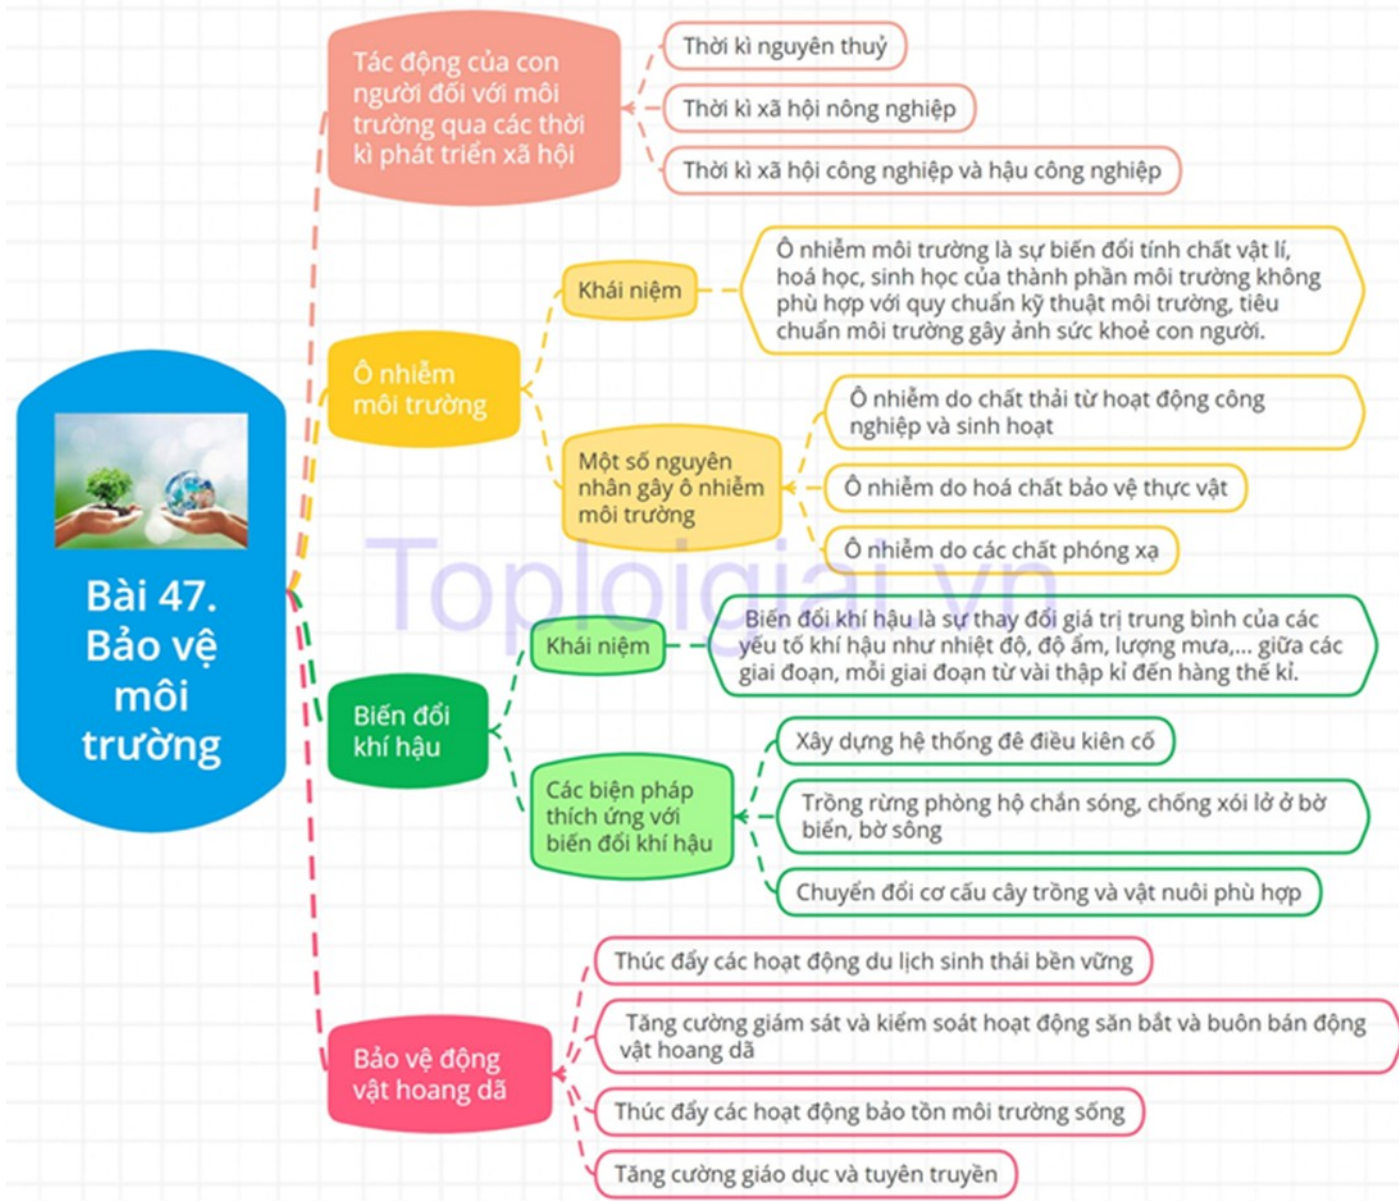 Bài 47.
Bảo vệ
môi
trường
Tác động của con
người đối với môi
trường qua các thời
kì phát triển xã hội
Thời kì nguyên thuỷ
Thời kì xã hội nông nghiệp
Thời kì xã hội công nghiệp và hậu công nghiệp
Ô nhiễm
môi trường
Khái niệm
Ô nhiễm môi trường là sự biến đổi tính chất vật lí,
hoá học, sinh học của thành phần môi trường không
phù hợp với quy chuẩn kỹ thuật môi trường, tiêu
chuẩn môi trường gây ảnh sức khoẻ con người.
Một số nguyên
nhân gây ô nhiễm
môi trường
Ô nhiễm do chất thải từ hoạt động công
nghiệp và sinh hoạt
Ô nhiễm do hoá chất bảo vệ thực vật
Ô nhiễm do các chất phóng xạ
Toploigiai.vn
Biến đổi
khí hậu
Khái niệm
Biến đổi khí hậu là sự thay đổi giá trị trung bình của các
yếu tố khí hậu như nhiệt độ, độ ẩm, lượng mưa,... giữa các
giai đoạn, mỗi giai đoạn từ vài thập kỉ đến hàng thế kỉ.
Các biện pháp
thích ứng với
biến đổi khí hậu
Xây dựng hệ thống đê điều kiên cố
Trồng rừng phòng hộ chắn sóng, chống xói lở ở bờ
biển, bờ sông
Chuyển đổi cơ cấu cây trồng và vật nuôi phù hợp
Bảo vệ động
vật hoang dã
Thúc đẩy các hoạt động du lịch sinh thái bền vững
Tăng cường giám sát và kiểm soát hoạt động săn bắt và buôn bán động
vật hoang dã
Thúc đẩy các hoạt động bảo tồn môi trường sống
Tăng cường giáo dục và tuyên truyền